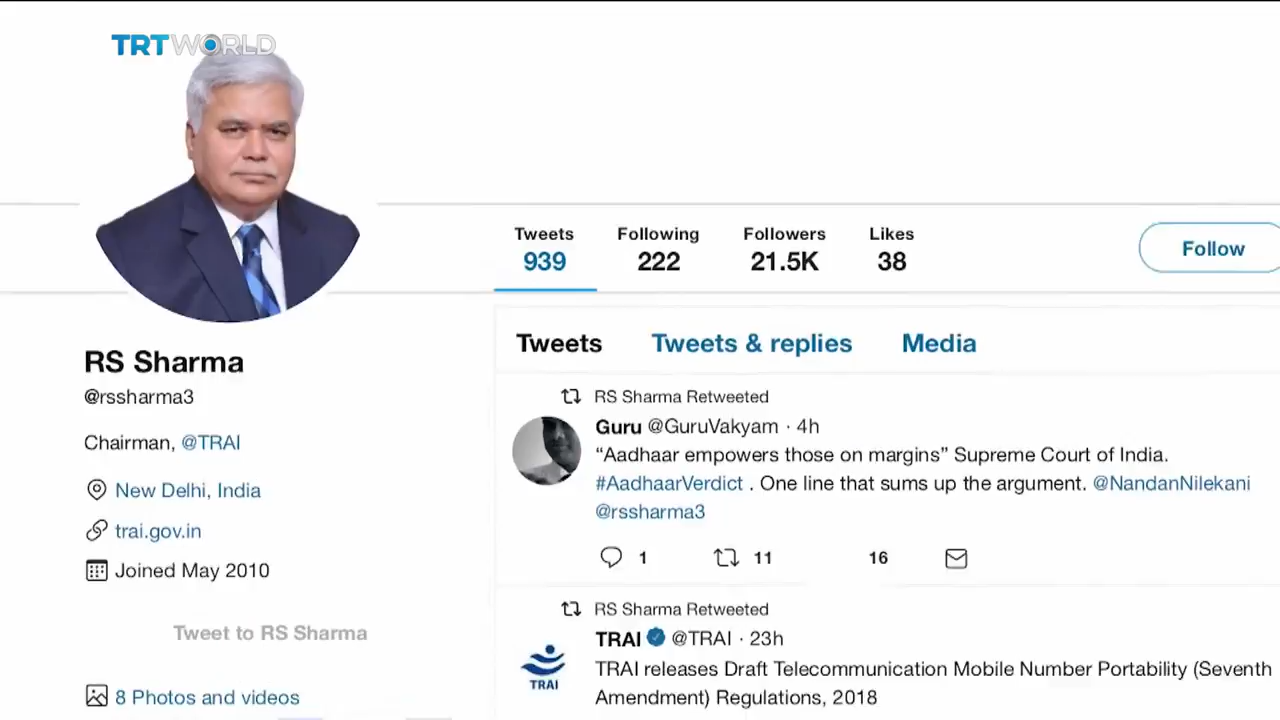 TRT WORLD
Tweets Following Followers Likes
939 222 21.5K 38
Follow
RS Sharma
@rssharma3
Chairman, @TRAI
New Delhi, India
trai.gov.in
Joined May 2010
Tweet to RS Sharma
8 Photos and videos
Tweets Tweets & replies Media
RS Sharma Retweeted
Guru @GuruVakyam · 4h
“Aadhaar empowers those on margins” Supreme Court of India.
#AadhaarVerdict . One line that sums up the argument. @NandanNilekani
@rssharma3
1 11 16
RS Sharma Retweeted
TRAI @TRAI · 23h
TRAI
TRAI releases Draft Telecommunication Mobile Number Portability (Seventh
Amendment) Regulations, 2018